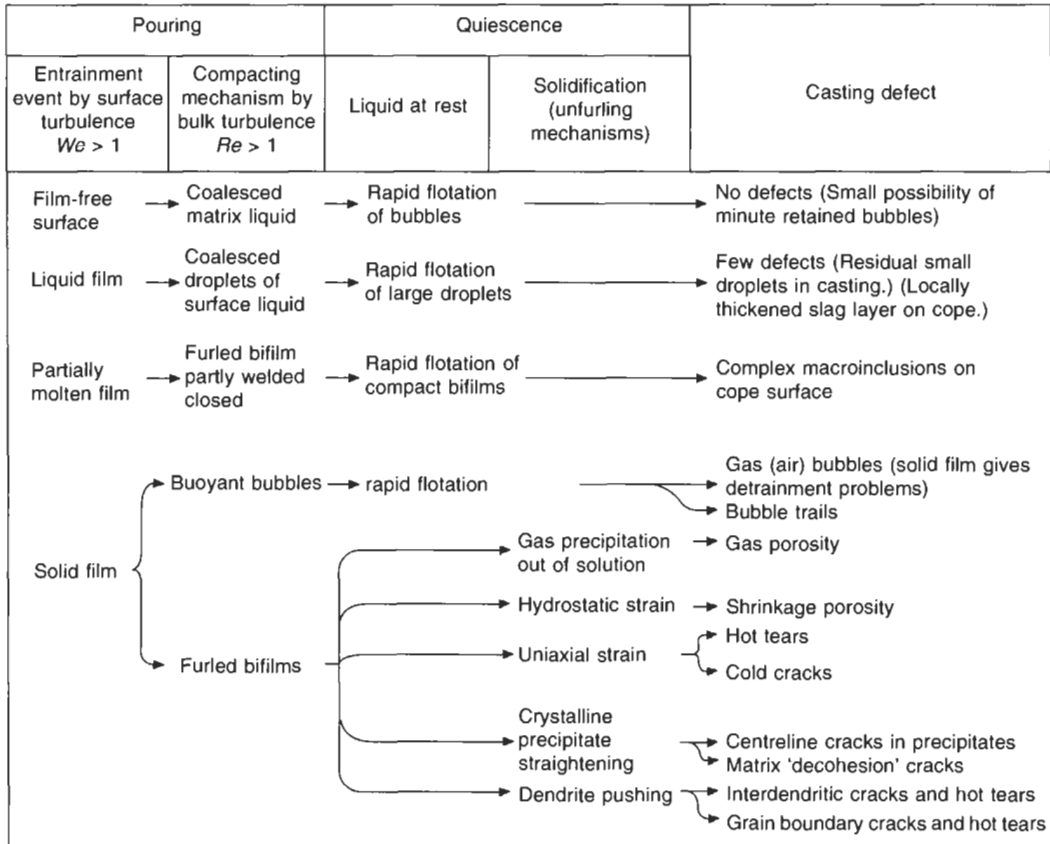 Pouring
Quiescence
Casting defect
Entrainment
event by surface
turbulence
We > 1
Compacting
mechanism by
bulk turbulence
Re > 1
Liquid at rest
Solidification
(unfurling
mechanisms)
Film-free
surface
Coalesced
matrix liquid
Rapid flotation
of bubbles
No defects (Small possibility of
minute retained bubbles)
Liquid film
Coalesced
droplets of
surface liquid
Rapid flotation
of large droplets
Few defects (Residual small
droplets in casting.) (Locally
thickened slag layer on cope.)
Partially
molten film
Furled bifilm
partly welded
closed
Rapid flotation of
compact bifilms
Complex macroinclusions on
cope surface
Solid film
Buoyant bubbles
rapid flotation
Gas (air) bubbles (solid film gives
detrainment problems)
Bubble trails
Furled bifilms
Gas precipitation
out of solution
Gas porosity
Hydrostatic strain
Shrinkage porosity
Uniaxial strain
Hot tears
Cold cracks
Crystalline
precipitate
straightening
Centreline cracks in precipitates
Matrix 'decohesion' cracks
Dendrite pushing
Interdendritic cracks and hot tears
Grain boundary cracks and hot tears